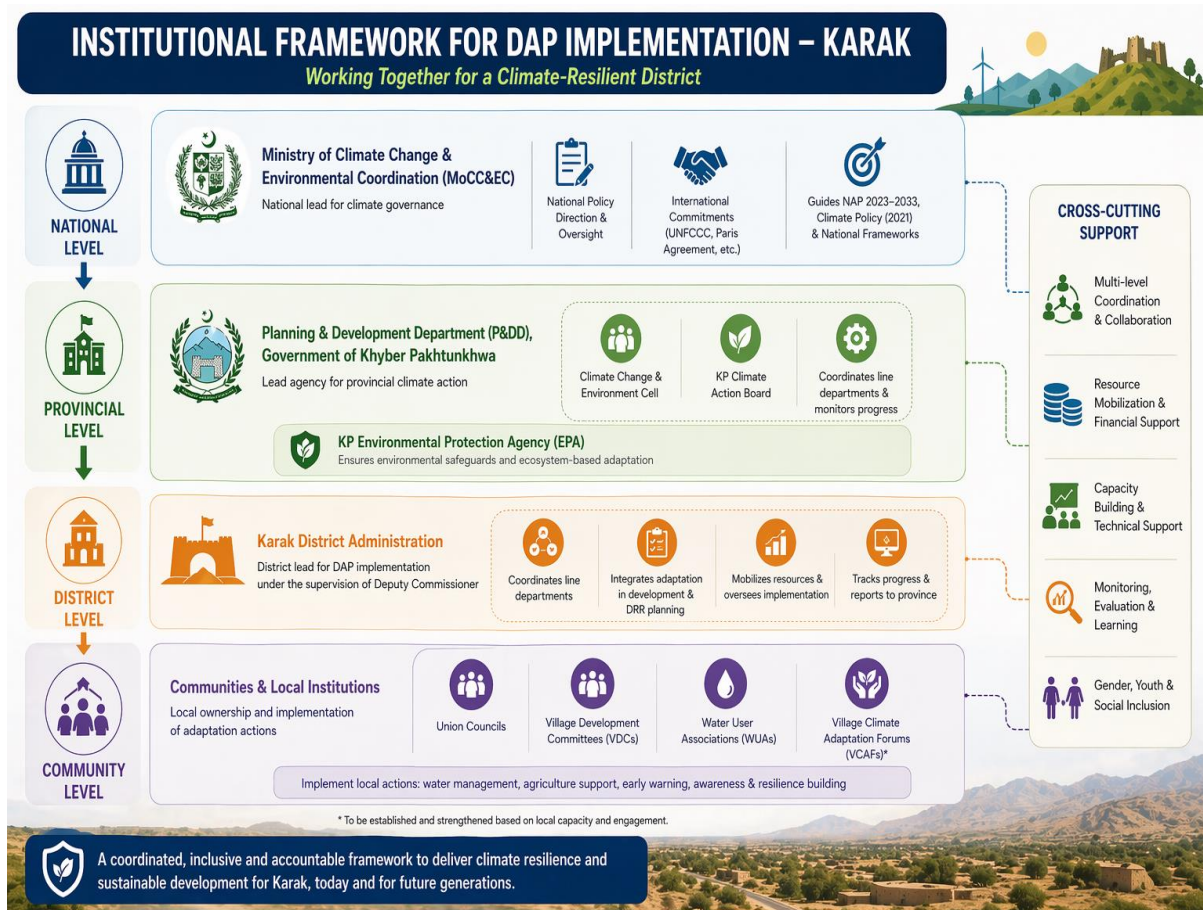 INSTITUTIONAL FRAMEWORK FOR DAP IMPLEMENTATION – KARAK
Working Together for a Climate-Resilient District
NATIONAL
LEVEL
Ministry of Climate Change &
Environmental Coordination (MoCC&EC)
National lead for climate governance
National Policy
Direction &
Oversight
International
Commitments
(UNFCCC, Paris
Agreement, etc.)
Guides NAP 2023–2033,
Climate Policy (2021)
& National Frameworks
PROVINCIAL
LEVEL
Planning & Development Department (P&DD),
Government of Khyber Pakhtunkhwa
Lead agency for provincial climate action
Climate Change &
Environment Cell
KP Climate
Action Board
Coordinates line
departments &
monitors progress
KP Environmental Protection Agency (EPA)
Ensures environmental safeguards and ecosystem-based adaptation
DISTRICT
LEVEL
Karak District Administration
District lead for DAP implementation
under the supervision of Deputy Commissioner
Coordinates line
departments
Integrates adaptation
in development &
DRR planning
Mobilizes resources &
oversees implementation
Tracks progress &
reports to province
COMMUNITY
LEVEL
Communities & Local Institutions
Local ownership and implementation
of adaptation actions
Union Councils
Village Development
Committees (VDCs)
Water User
Associations (WUAs)
Village Climate
Adaptation Forums
(VCAFs)*
Implement local actions: water management, agriculture support, early warning, awareness & resilience building
* To be established and strengthened based on local capacity and engagement.
CROSS-CUTTING
SUPPORT
Multi-level
Coordination
& Collaboration
Resource
Mobilization &
Financial Support
Capacity
Building &
Technical Support
Monitoring,
Evaluation &
Learning
Gender, Youth &
Social Inclusion
A coordinated, inclusive and accountable framework to deliver climate resilience and
sustainable development for Karak, today and for future generations.